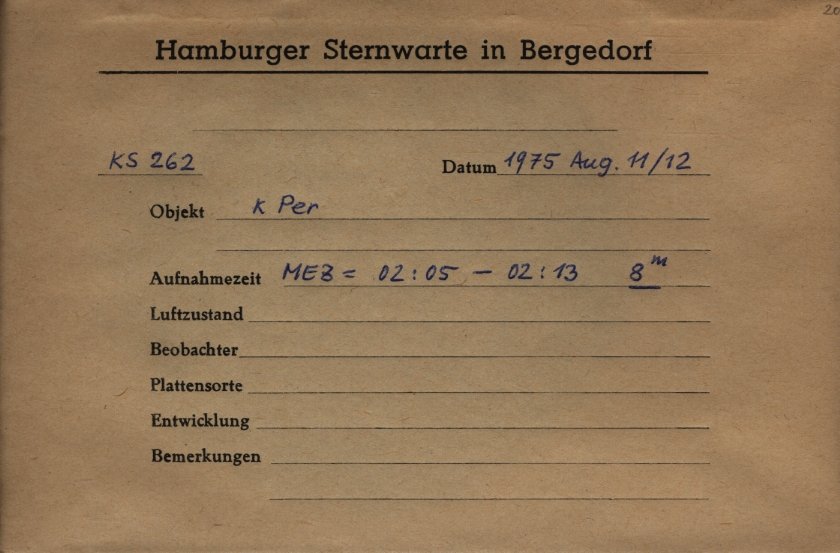 20
Hamburger Sternwarte in Bergedorf
KS 262 Datum 1975 Aug. 11/12
Objekt κ Per
Aufnahmezeit MEZ = 02:05 – 02:13 8ᵐ
Luftzustand
Beobachter
Plattensorte
Entwicklung
Bemerkungen